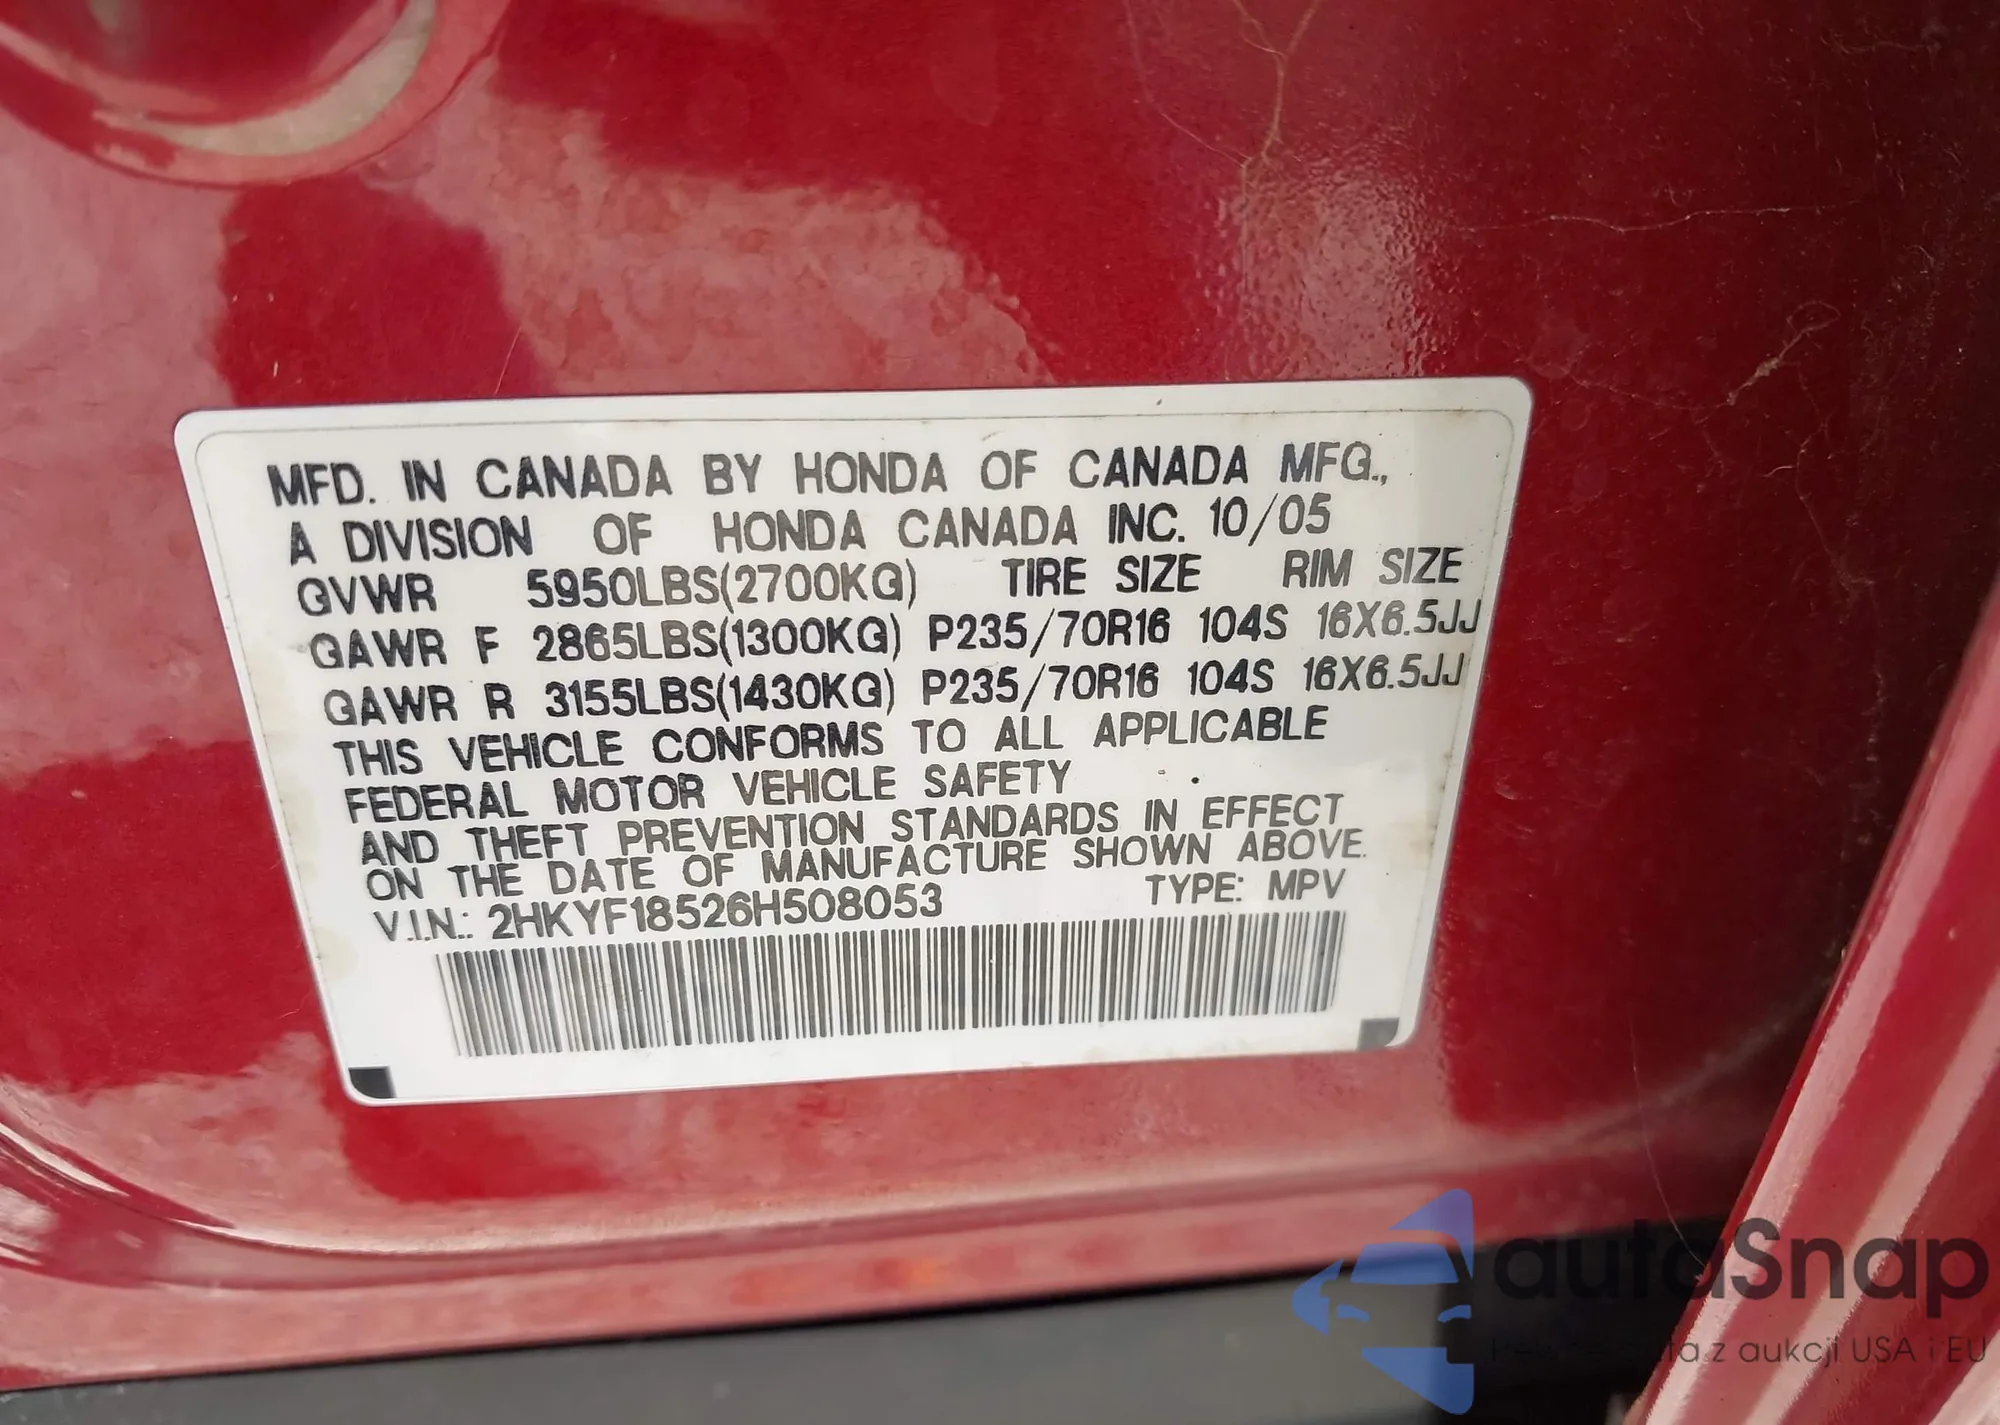 MFD. IN CANADA BY HONDA OF CANADA MFG.,
A DIVISION OF HONDA CANADA INC. 10/05
GVWR 5950LBS(2700KG) TIRE SIZE RIM SIZE
GAWR F 2865LBS(1300KG) P235/70R16 104S 16X6.5JJ
GAWR R 3155LBS(1430KG) P235/70R16 104S 16X6.5JJ
THIS VEHICLE CONFORMS TO ALL APPLICABLE
FEDERAL MOTOR VEHICLE SAFETY
AND THEFT PREVENTION STANDARDS IN EFFECT
ON THE DATE OF MANUFACTURE SHOWN ABOVE.
V.I.N.: 2HKYF18526H508053 TYPE: MPV
autaSnap
z aukcji USA i EU